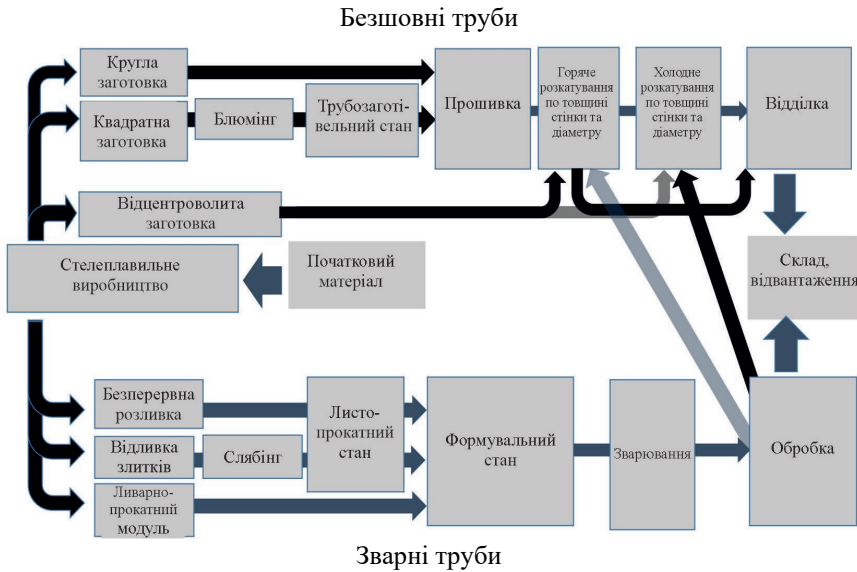 Безшовні труби
Кругла
заготовка
Квадратна
заготовка
Блюмінг
Трубозаготі-
вельний стан
Прошивка
Горяче
розкатування
по товщині
стінки та
діаметру
Холодне
розкатування
по товщині
стінки та
діаметру
Відділка
Відцентроволита
заготовка
Стелеплавильне
виробництво
Початковий
матеріал
Склад,
відвантаження
Безперервна
розливка
Відливка
злитків
Слябінг
Листо-
прокатний
стан
Ливарно-
прокатний
модуль
Формувальний
стан
Зварювання
Обробка
Зварні труби